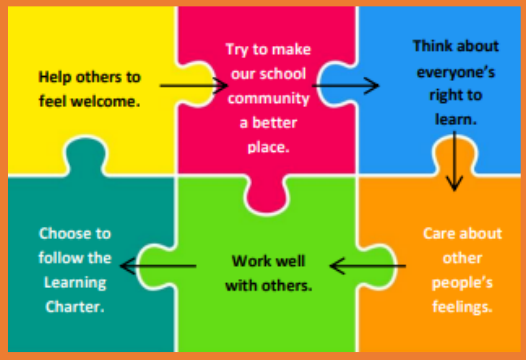 Help others to
feel welcome.
Try to make
our school
community
a better
place.
Think about
everyone's
right to
learn.
Care about
other
people's
feelings.
Work well
with others.
Choose to
follow the
Learning
Charter.